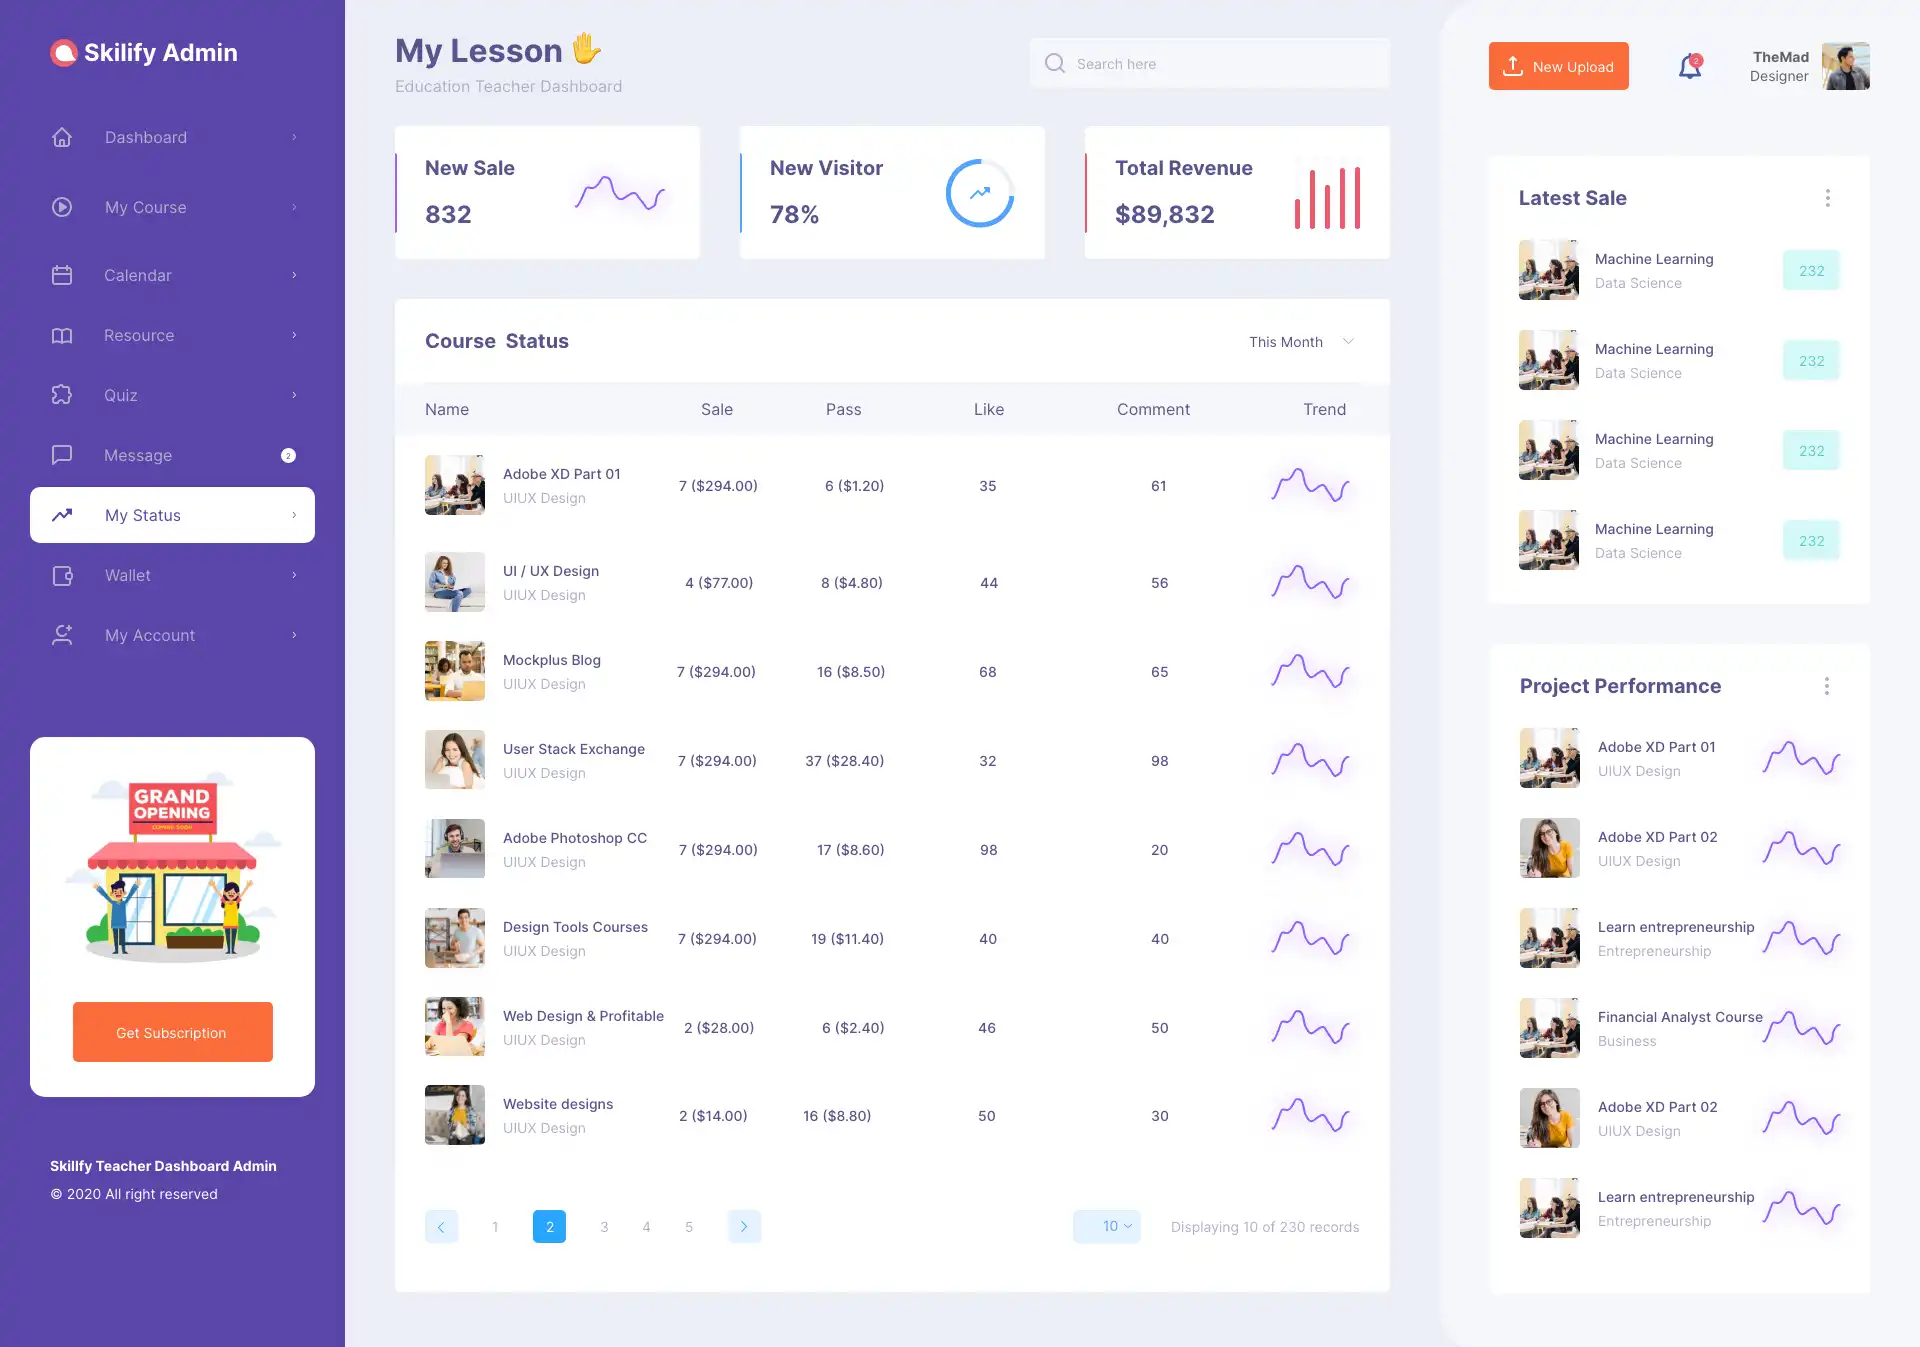 Skilify Admin
Dashboard
My Course
Calendar
Resource
Quiz
Message
2
My Status
Wallet
My Account
GRAND
OPENING
COMING SOON
Get Subscription
Skillfy Teacher Dashboard Admin
© 2020 All right reserved
My Lesson
Education Teacher Dashboard
Search here
New Sale
832
New Visitor
78%
Total Revenue
$89,832
Course Status
This Month
Name Sale Pass Like Comment Trend
Adobe XD Part 01
UIUX Design
7 ($294.00) 6 ($1.20) 35 61
UI / UX Design
UIUX Design
4 ($77.00) 8 ($4.80) 44 56
Mockplus Blog
UIUX Design
7 ($294.00) 16 ($8.50) 68 65
User Stack Exchange
UIUX Design
7 ($294.00) 37 ($28.40) 32 98
Adobe Photoshop CC
UIUX Design
7 ($294.00) 17 ($8.60) 98 20
Design Tools Courses
UIUX Design
7 ($294.00) 19 ($11.40) 40 40
Web Design & Profitable
UIUX Design
2 ($28.00) 6 ($2.40) 46 50
Website designs
UIUX Design
2 ($14.00) 16 ($8.80) 50 30
1 2 3 4 5
10
Displaying 10 of 230 records
New Upload
2
TheMad
Designer
Latest Sale
Machine Learning
Data Science
232
Machine Learning
Data Science
232
Machine Learning
Data Science
232
Machine Learning
Data Science
232
Project Performance
Adobe XD Part 01
UIUX Design
Adobe XD Part 02
UIUX Design
Learn entrepreneurship
Entrepreneurship
Financial Analyst Course
Business
Adobe XD Part 02
UIUX Design
Learn entrepreneurship
Entrepreneurship